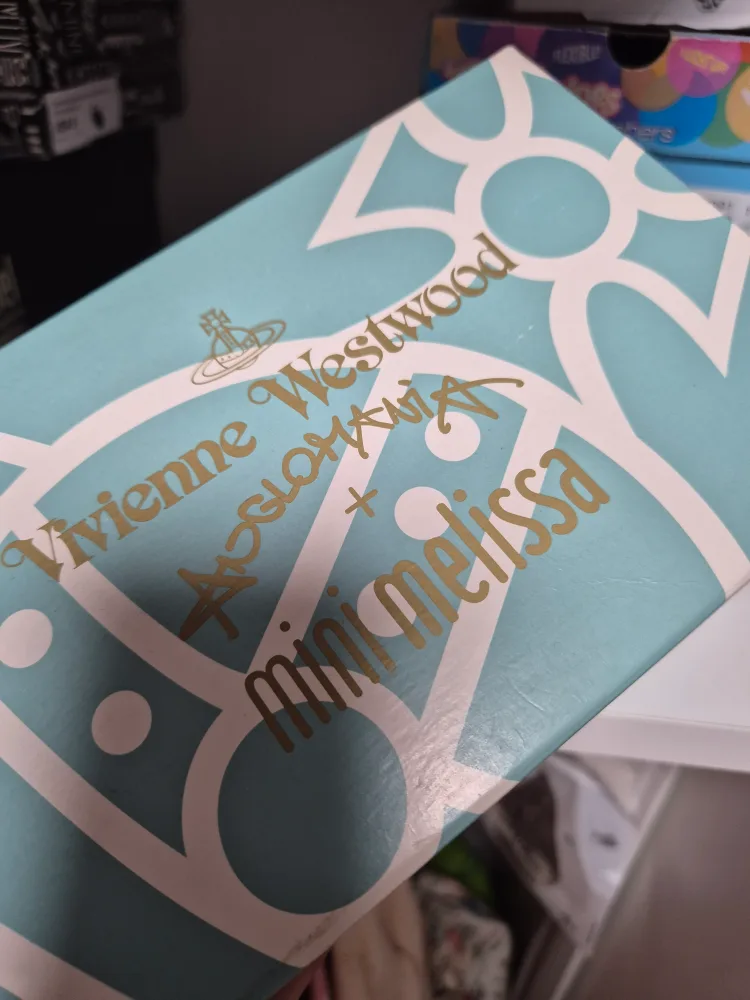 Vivienne Westwood
ANGLOMANIA
+
mini melissa